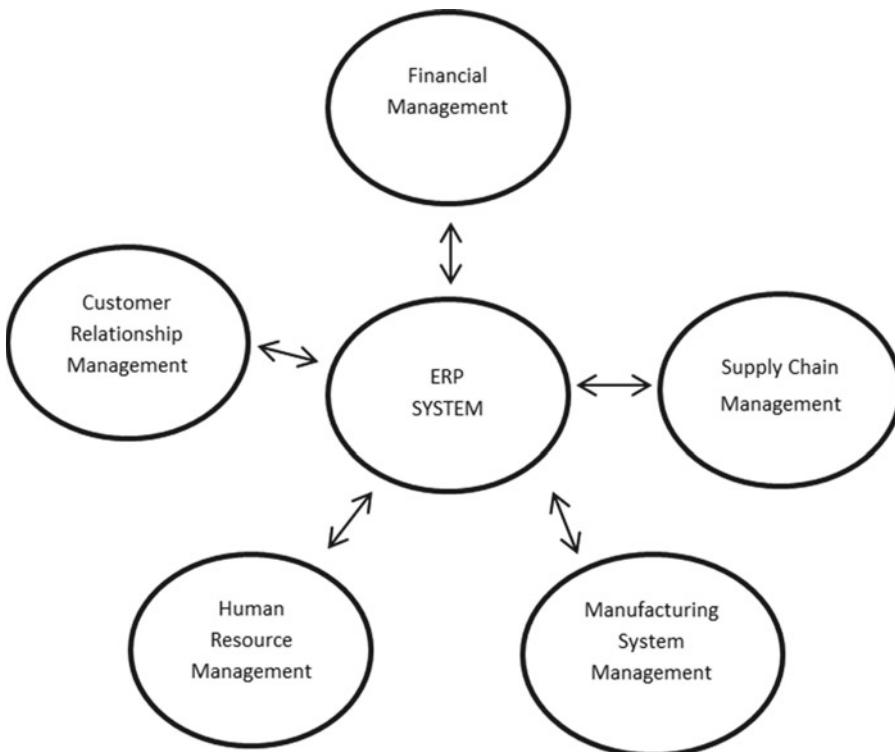 Financial
Management
Customer
Relationship
Management
ERP
SYSTEM
Supply Chain
Management
Human
Resource
Management
Manufacturing
System
Management